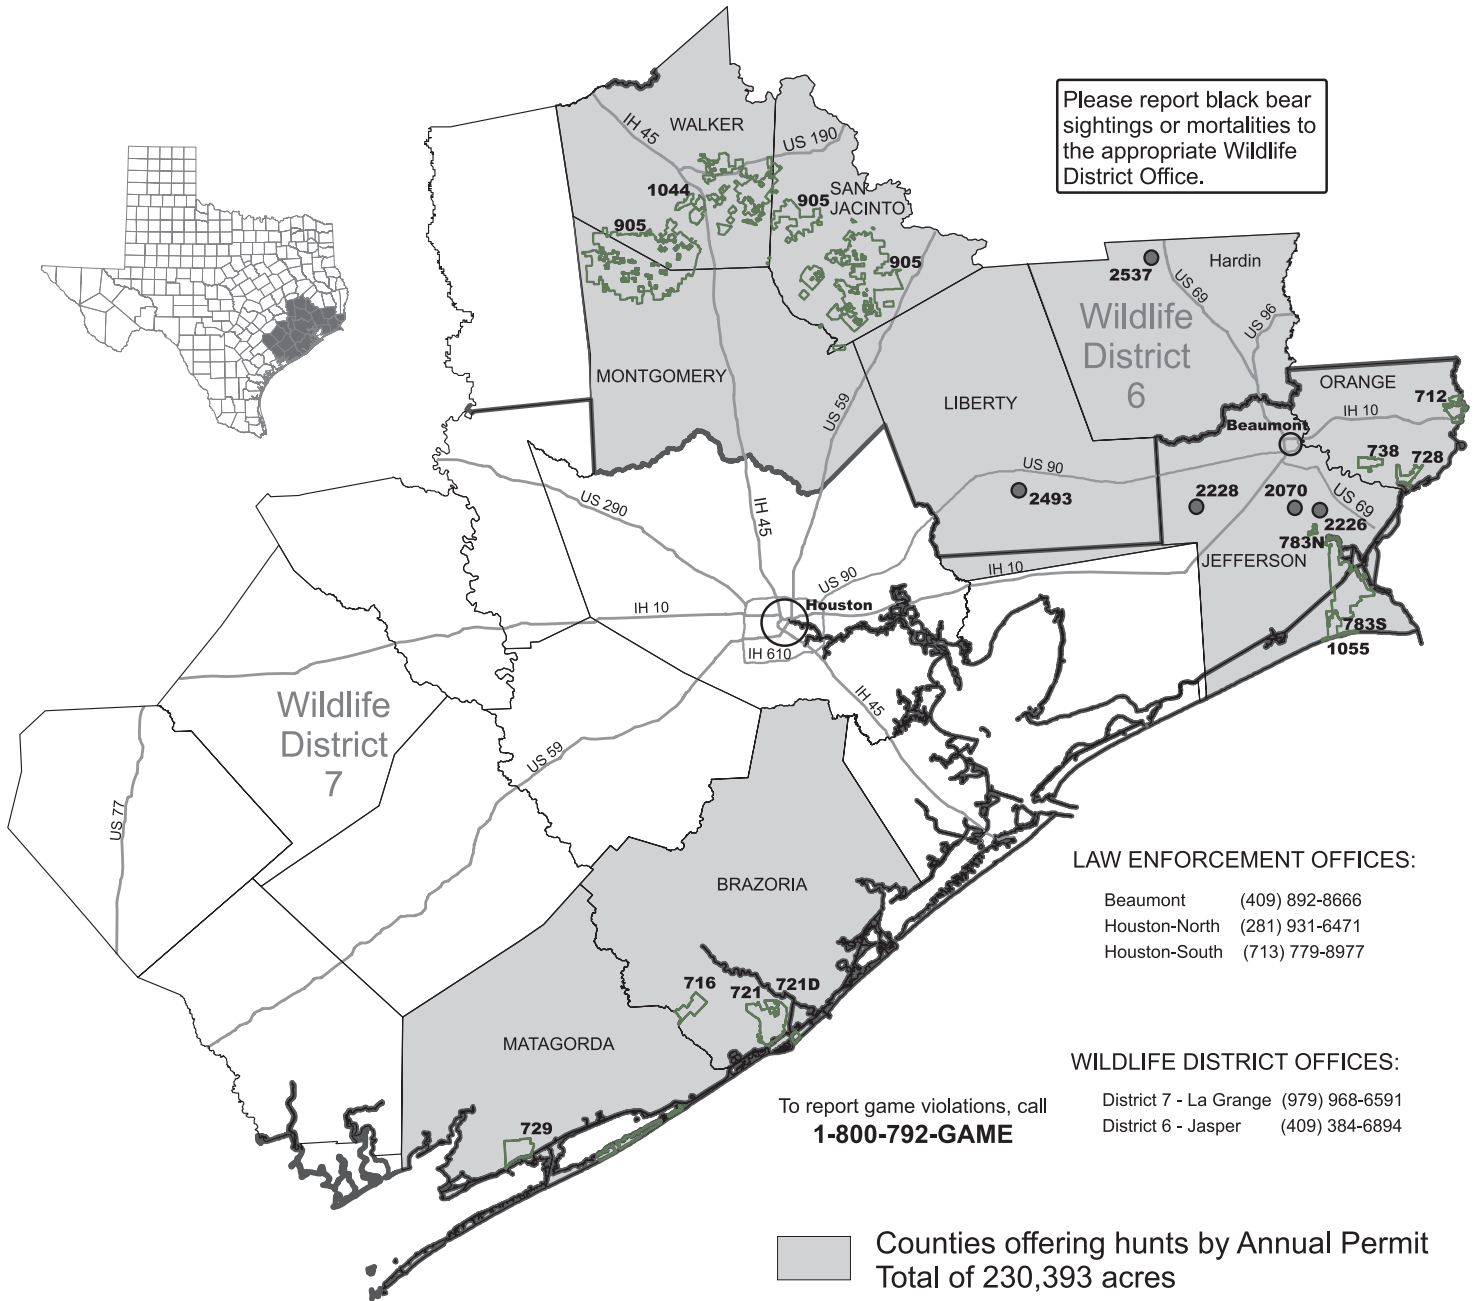 Please report black bear
sightings or mortalities to
the appropriate Wildlife
District Office.
IH 45
WALKER
US 190
1044
905
SAN
JACINTO
905
905
2537
Hardin
US 69
US 96
Wildlife
District
6
MONTGOMERY
US 59
LIBERTY
ORANGE
712
IH 10
Beaumont
738
728
US 90
2493
2228
2070
US 69
2226
783N
JEFFERSON
US 290
IH 45
US 90
IH 10
IH 10
Houston
IH 610
783S
1055
IH 45
Wildlife
District
7
US 59
US 77
BRAZORIA
716
721
721D
MATAGORDA
729
LAW ENFORCEMENT OFFICES:
Beaumont (409) 892-8666
Houston-North (281) 931-6471
Houston-South (713) 779-8977
WILDLIFE DISTRICT OFFICES:
District 7 - La Grange (979) 968-6591
District 6 - Jasper (409) 384-6894
To report game violations, call
1-800-792-GAME
Counties offering hunts by Annual Permit
Total of 230,393 acres